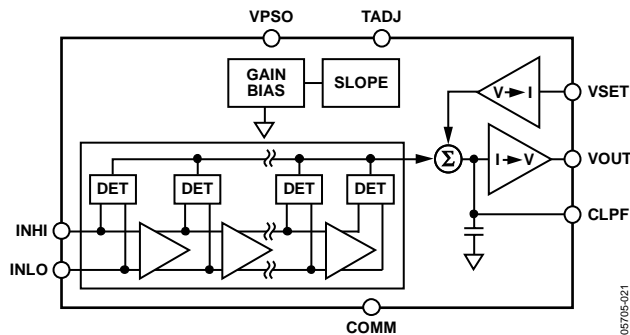 VPSO
TADJ
GAIN
BIAS
SLOPE
V→I
VSET
Σ
I→V
VOUT
DET
DET
DET
DET
CLPF
INHI
INLO
COMM
05705-021